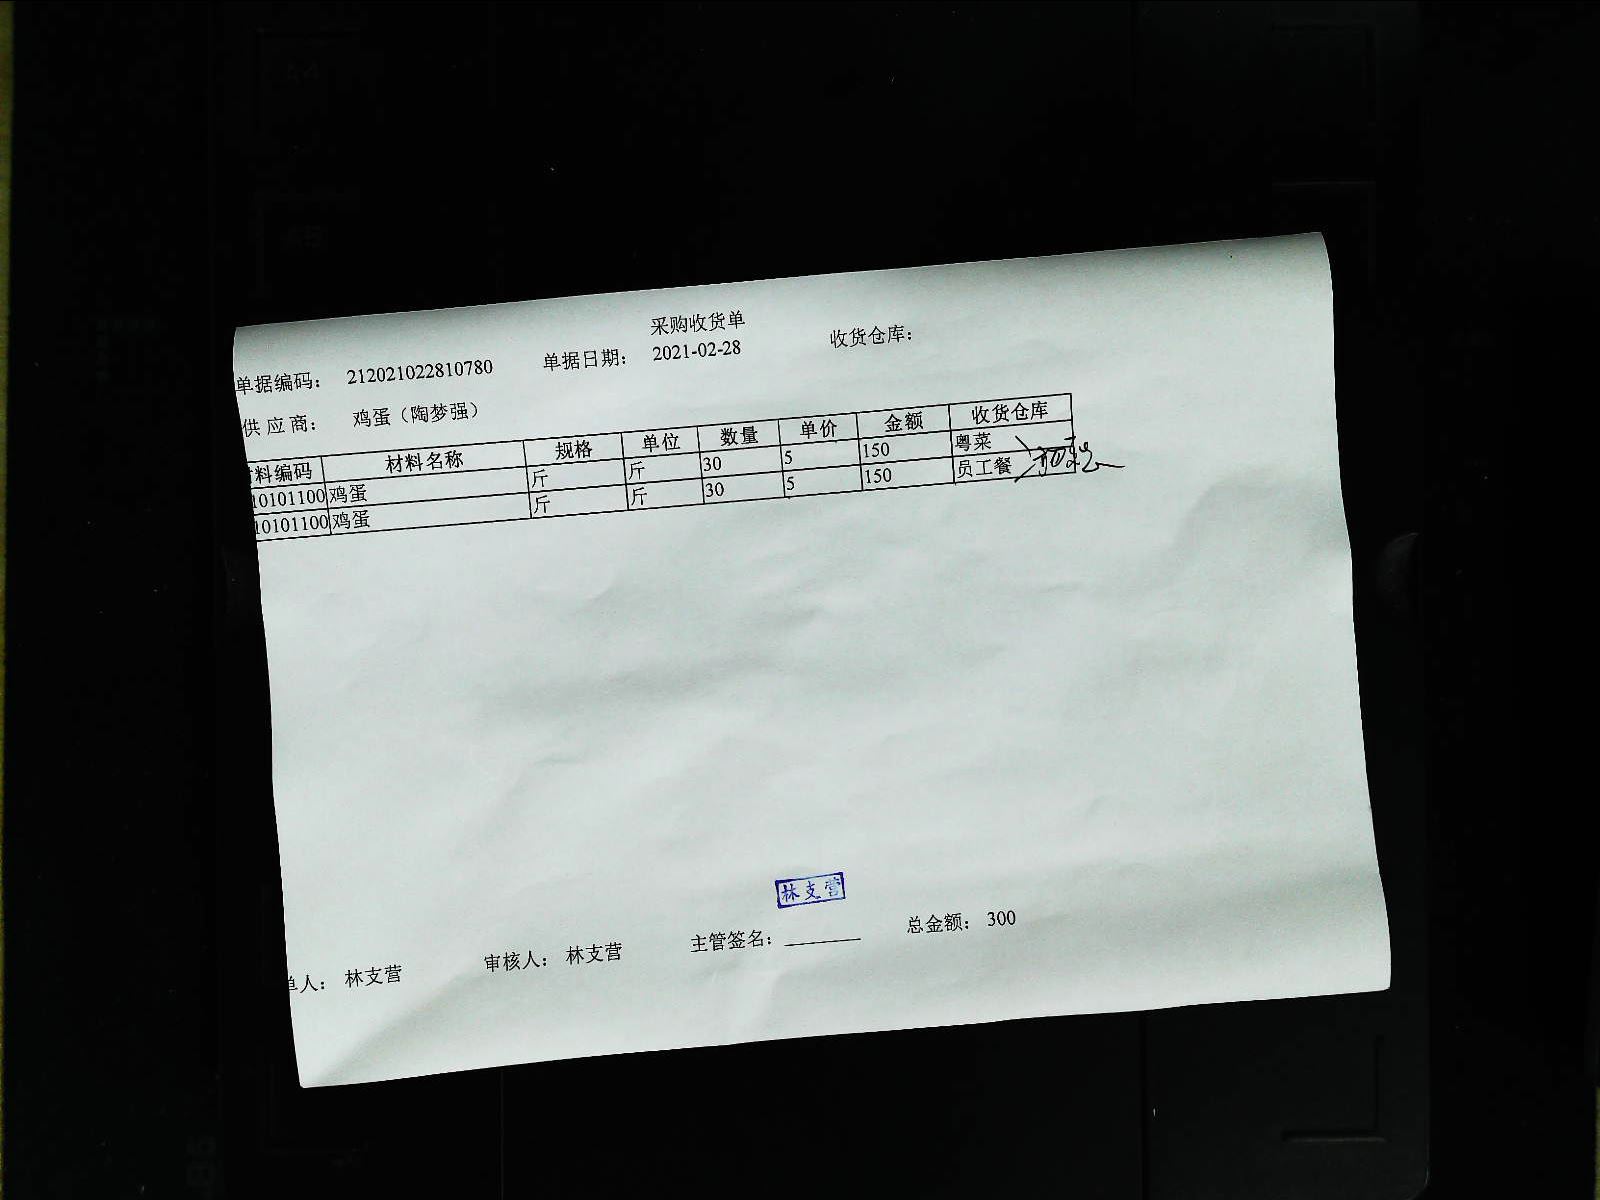 采购收货单
单据编码： 212021022810780 单据日期： 2021-02-28 收货仓库：
供应商： 鸡蛋（陶梦强）
料编码 材料名称 规格 单位 数量 单价 金额 收货仓库
10101100 鸡蛋 斤 斤 30 5 150 粤菜
10101100 鸡蛋 斤 斤 30 5 150 员工餐
林支营
单人： 林支营 审核人： 林支营 主管签名： 总金额： 300